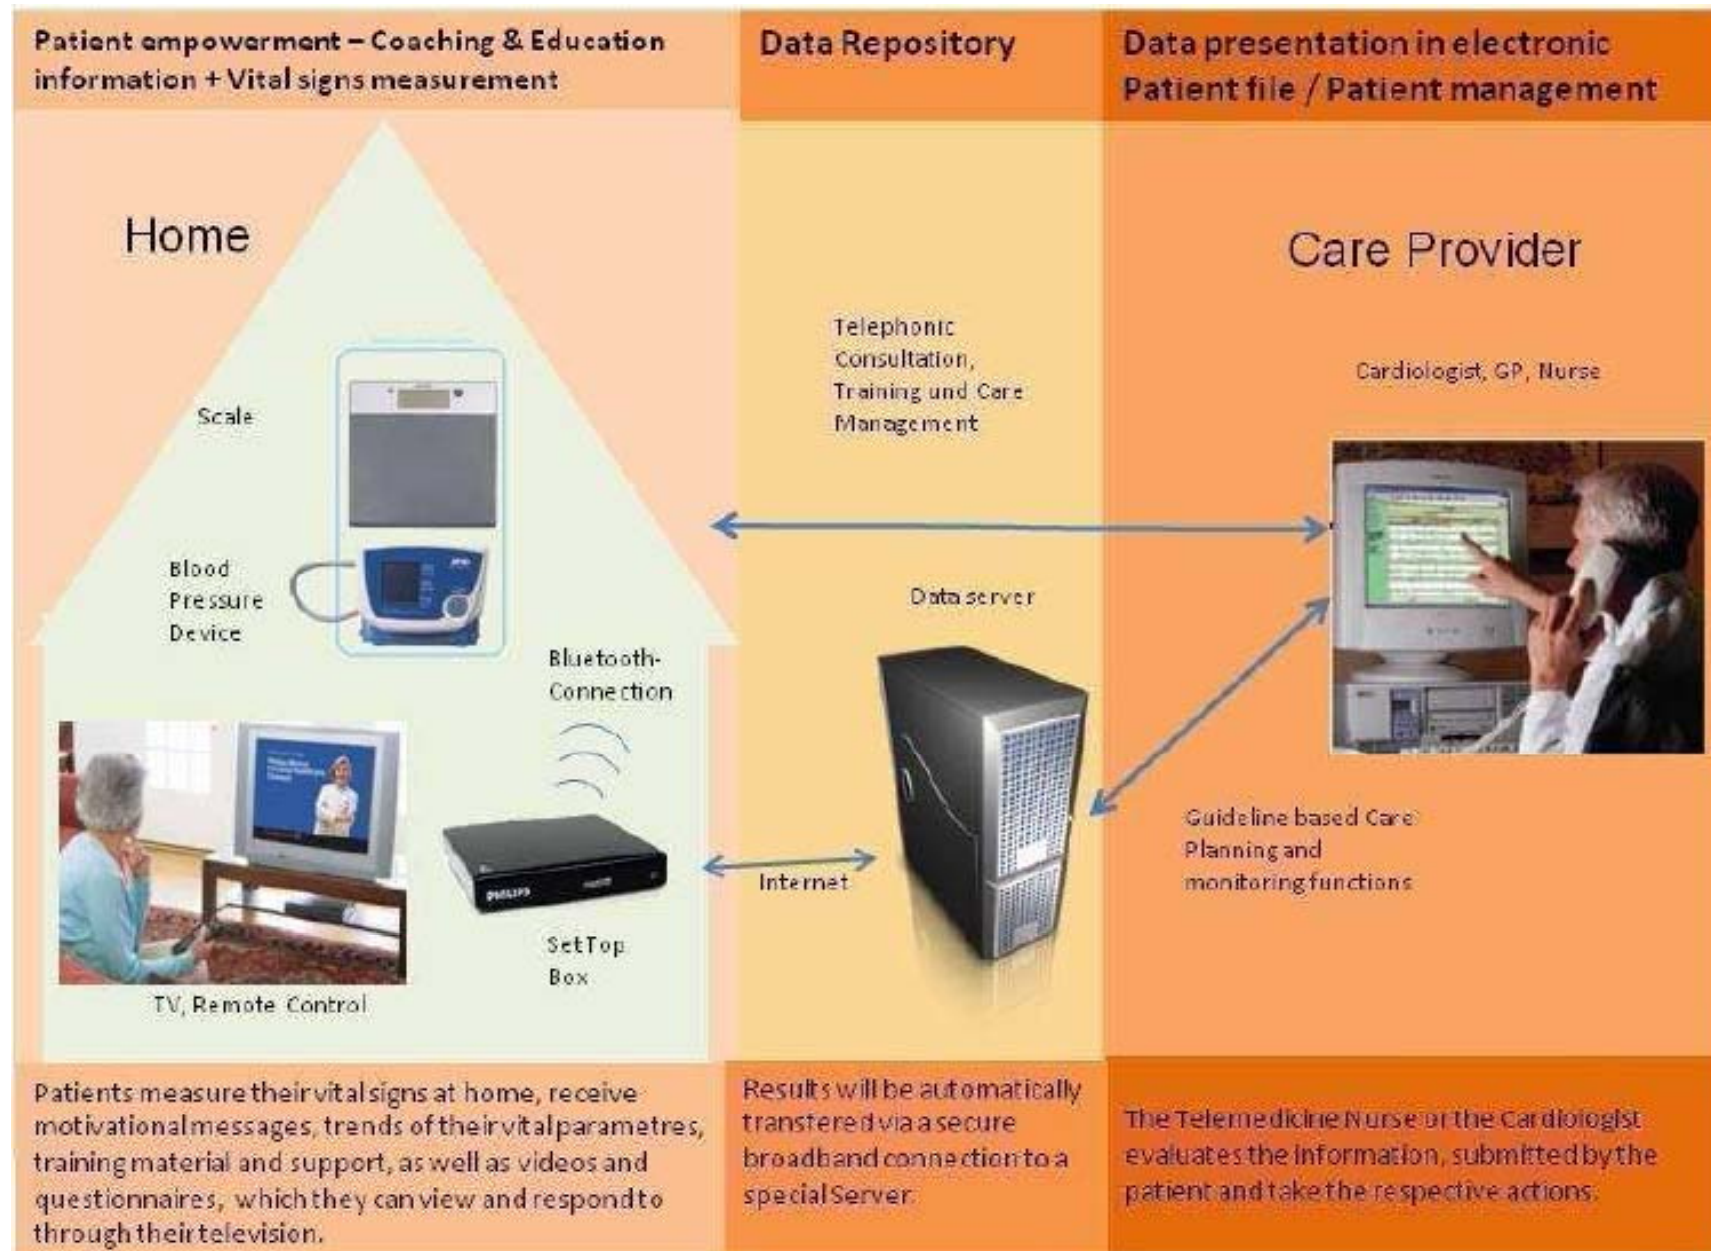 Patient empowerment – Coaching & Education
information + Vital signs measurement
Data Repository
Data presentation in electronic
Patient file / Patient management
Home
Care Provider
Telephonic
Consultation,
Training und Care
Management
Cardiologist, GP, Nurse
Scale
Blood
Pressure
Device
Data server
Bluetooth-
Connection
Guideline based Care
Planning and
monitoring functions
Internet
PHILIPS
Set Top
Box
TV, Remote Control
Patients measure their vital signs at home, receive
motivational messages, trends of their vital parametres,
training material and support, as well as videos and
questionnaires, which they can view and respond to
through their television.
Results will be automatically
transfered via a secure
broadband connection to a
special Server.
The Telemedicine Nurse or the Cardiologist
evaluates the information, submitted by the
patient and take the respective actions.